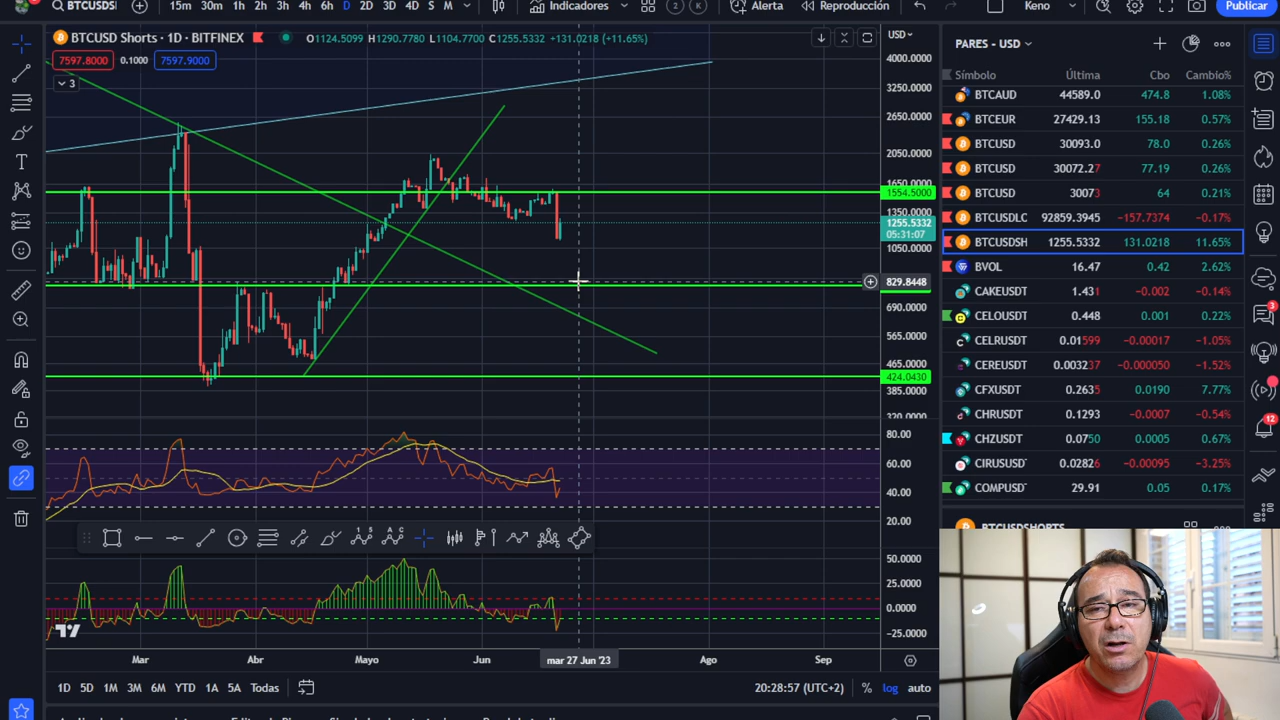 BTCUSDS 15m 30m 1h 2h 3h 4h 6h D 2D 3D 4D S M Indicadores 2 K Alerta Reproducción Keno Publicar
BTCUSD Shorts · 1D · BITFINEX O1124.5099 H1290.7780 L1104.7700 C1255.5332 +131.0218 (+11.65%)
7597.8000 0.1000 7597.9000
3
USD
4000.0000
3250.0000
2650.0000
2050.0000
1650.0000
1554.5000
1350.0000
1255.5332
05:31:07
1050.0000
829.8448
690.0000
565.0000
465.0000
424.0430
385.0000
320.0000
80.00
60.00
40.00
20.00
50.0000
25.0000
0.0000
−25.0000
Mar Abr Mayo Jun mar 27 Jun '23 Ago Sep
1D 5D 1M 3M 6M YTD 1A 5A Todas 20:28:57 (UTC+2) % log auto
PARES - USD
Símbolo Última Cbo Cambio%
BTCAUD 44589.0 474.8 1.08%
BTCEUR 27429.13 155.18 0.57%
BTCUSD 30093.0 78.0 0.26%
BTCUSD 30072.27 77.19 0.26%
BTCUSD 30073 64 0.21%
BTCUSDLC 92859.3945 −157.7374 −0.17%
BTCUSDSH 1255.5332 131.0218 11.65%
BVOL 16.47 0.42 2.62%
CAKEUSDT 1.431 −0.002 −0.14%
CELOUSDT 0.448 0.001 0.22%
CELRUSDT 0.01599 −0.00017 −1.05%
CEREUSDT 0.003237 −0.000050 −1.52%
CFXUSDT 0.2635 0.0190 7.77%
CHRUSDT 0.1293 −0.0007 −0.54%
CHZUSDT 0.0750 0.0005 0.67%
CIRUSUSD 0.02826 −0.00095 −3.25%
COMPUSD 29.91 0.05 0.17%
BTCUSDSHORTS
3
12